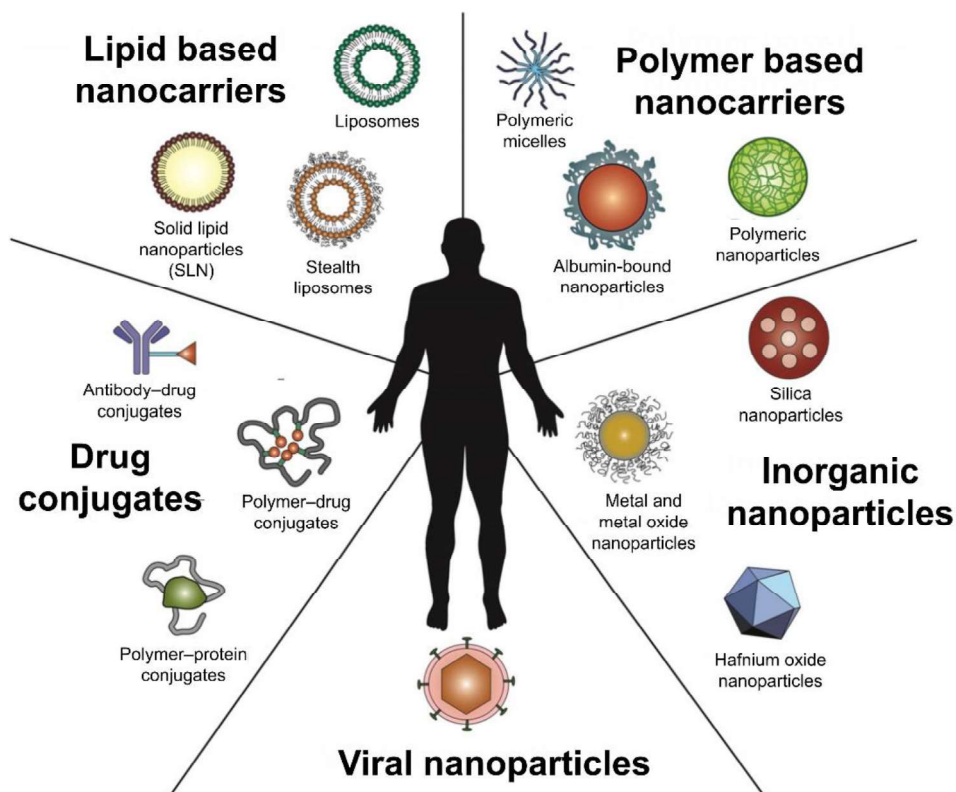 Lipid based
nanocarriers
Liposomes
Solid lipid
nanoparticles
(SLN)
Stealth
liposomes
Polymer based
nanocarriers
Polymeric
micelles
Albumin-bound
nanoparticles
Polymeric
nanoparticles
Antibody–drug
conjugates
Drug
conjugates
Polymer–drug
conjugates
Polymer–protein
conjugates
Silica
nanoparticles
Inorganic
nanoparticles
Metal and
metal oxide
nanoparticles
Hafnium oxide
nanoparticles
Viral nanoparticles